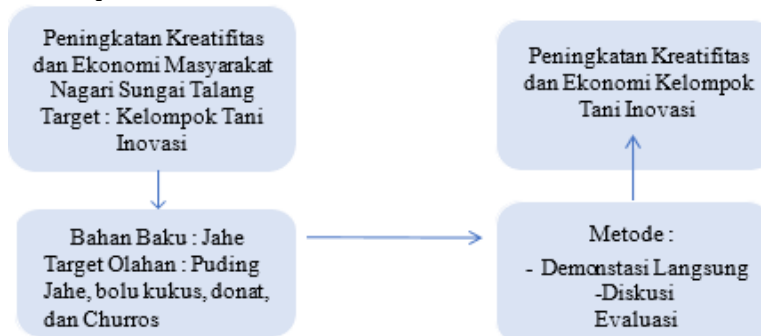 Peningkatan Kreatifitas
dan Ekonomi Masyarakat
Nagari Sungai Talang
Target : Kelompok Tani
Inovasi
Bahan Baku : Jahe
Target Olahan : Puding
Jahe, bolu kukus, donat,
dan Churros
Metode :
- Demonstasi Langsung
-Diskusi
Evaluasi
Peningkatan Kreatifitas
dan Ekonomi Kelompok
Tani Inovasi